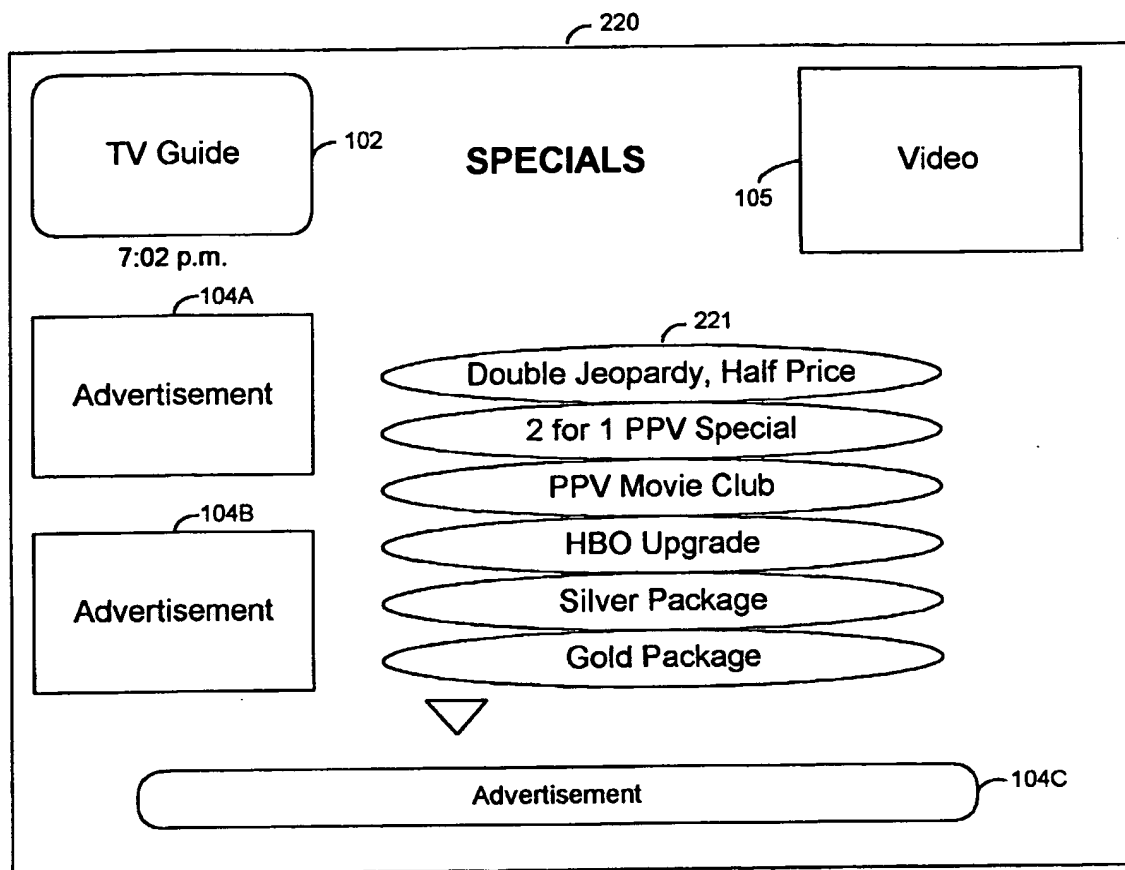 220
TV Guide
102
SPECIALS
105
Video
7:02 p.m.
104A
Advertisement
104B
Advertisement
221
Double Jeopardy, Half Price
2 for 1 PPV Special
PPV Movie Club
HBO Upgrade
Silver Package
Gold Package
Advertisement
104C